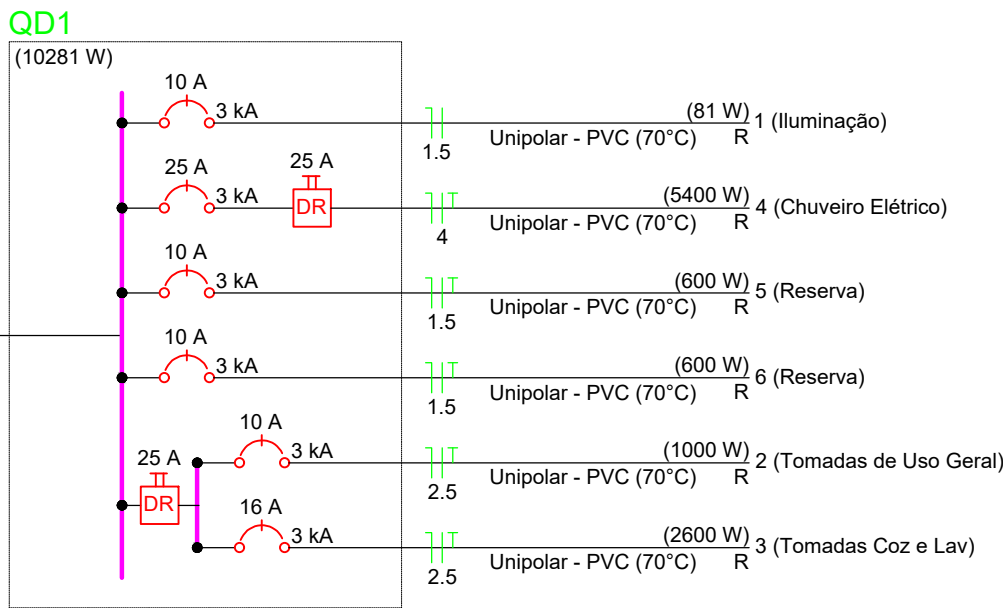 QD1
(10281 W)
10 A
3 kA
1.5
Unipolar - PVC (70°C)
(81 W)
R
1 (Iluminação)
25 A
3 kA
25 A
DR
4
Unipolar - PVC (70°C)
(5400 W)
R
4 (Chuveiro Elétrico)
10 A
3 kA
1.5
Unipolar - PVC (70°C)
(600 W)
R
5 (Reserva)
10 A
3 kA
1.5
Unipolar - PVC (70°C)
(600 W)
R
6 (Reserva)
25 A
DR
10 A
3 kA
2.5
Unipolar - PVC (70°C)
(1000 W)
R
2 (Tomadas de Uso Geral)
16 A
3 kA
2.5
Unipolar - PVC (70°C)
(2600 W)
R
3 (Tomadas Coz e Lav)